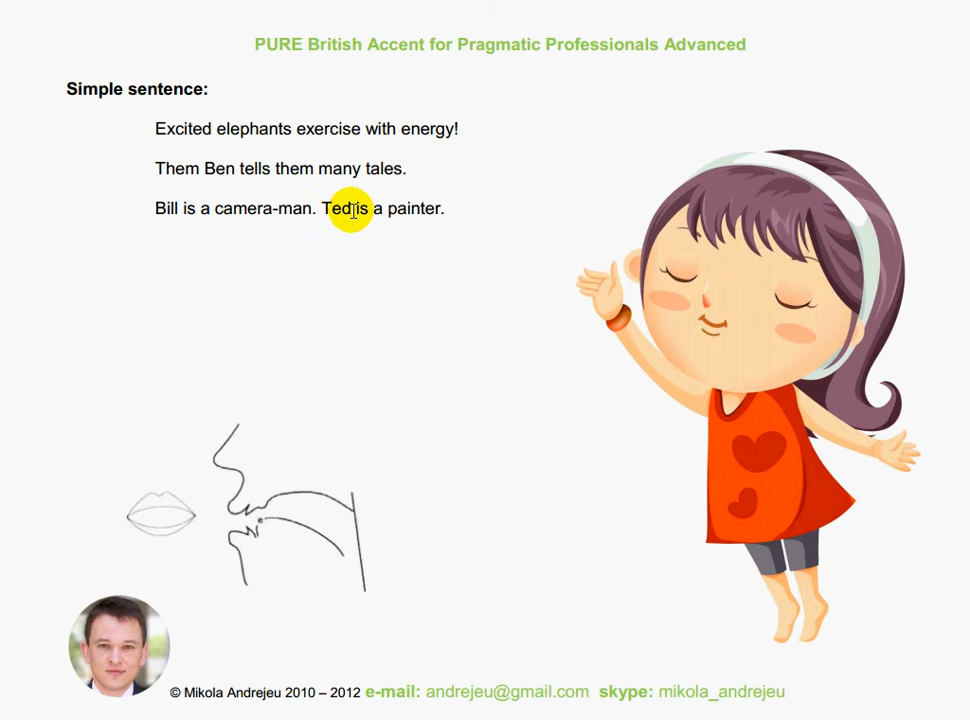 PURE British Accent for Pragmatic Professionals Advanced
Simple sentence:
Excited elephants exercise with energy!
Them Ben tells them many tales.
Bill is a camera-man. Ted is a painter.
© Mikola Andrejeu 2010 – 2012 e-mail: andrejeu@gmail.com skype: mikola_andrejeu